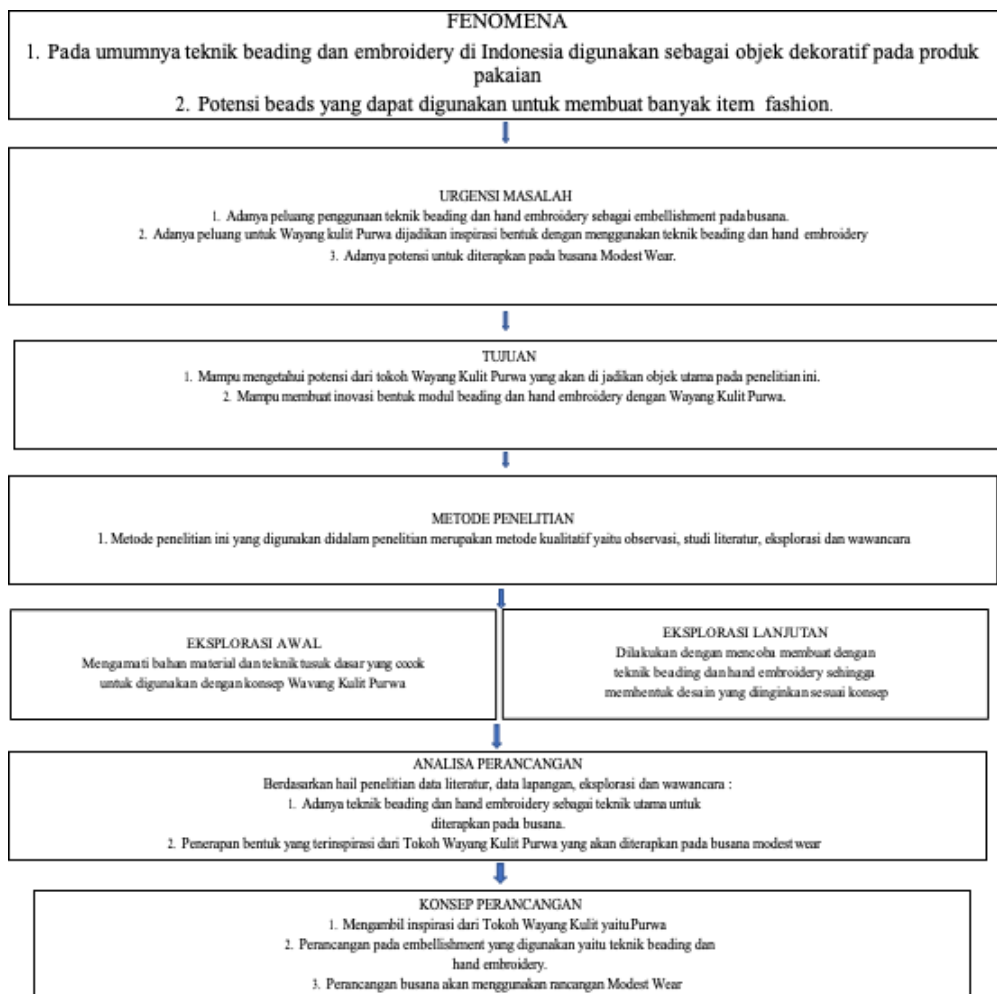 FENOMENA
1. Pada umumnya teknik beading dan embroidery di Indonesia digunakan sebagai objek dekoratif pada produk
pakaian
2. Potensi beads yang dapat digunakan untuk membuat banyak item fashion.
URGENSI MASALAH
1. Adanya peluang penggunaan teknik beading dan hand embroidery sebagai embellishment pada busana.
2. Adanya peluang untuk Wayang kulit Purwa dijadikan inspirasi bentuk dengan menggunakan teknik beading dan hand embroidery
3. Adanya potensi untuk diterapkan pada busana Modest Wear.
TUJUAN
1. Mampu mengetahui potensi dari tokoh Wayang Kulit Purwa yang akan di jadikan objek utama pada penelitian ini.
2. Mampu membuat inovasi bentuk modul beading dan hand embroidery dengan Wayang Kulit Purwa.
METODE PENELITIAN
1. Metode penelitian ini yang digunakan didalam penelitian merupakan metode kualitatif yaitu observasi, studi literatur, eksplorasi dan wawancara
EKSPLORASI AWAL
Mengamati bahan material dan teknik tusuk dasar yang cocok
untuk digunakan dengan konsep Wayang Kulit Purwa
EKSPLORASI LANJUTAN
Dilakukan dengan mencoba membuat dengan
teknik beading dan hand embroidery sehingga
membentuk desain yang diinginkan sesuai konsep
ANALISA PERANCANGAN
Berdasarkan hail penelitian data literatur, data lapangan, eksplorasi dan wawancara :
1. Adanya teknik beading dan hand embroidery sebagai teknik utama untuk
diterapkan pada busana.
2. Penerapan bentuk yang terinspirasi dari Tokoh Wayang Kulit Purwa yang akan diterapkan pada busana modest wear
KONSEP PERANCANGAN
1. Mengambil inspirasi dari Tokoh Wayang Kulit yaitu Purwa
2. Perancangan pada embellishment yang digunakan yaitu teknik beading dan
hand embroidery.
3. Perancangan busana akan menggunakan rancangan Modest Wear